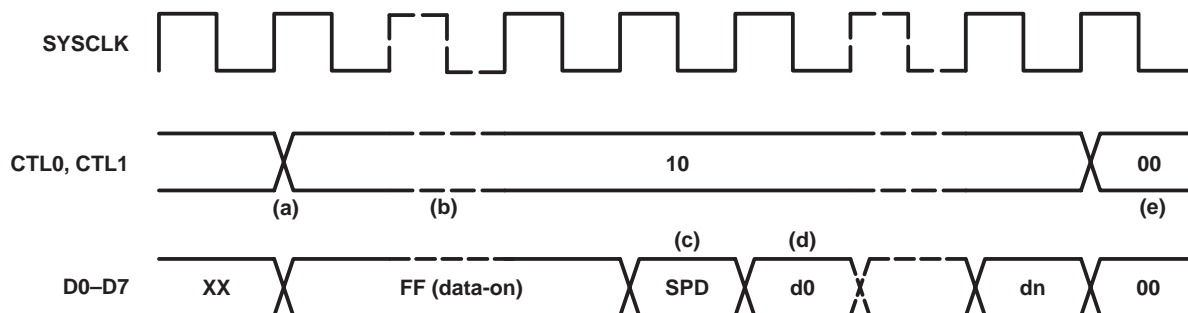 SYSCLK
CTL0, CTL1
10
00
(a)
(b)
(e)
(c)
(d)
D0–D7
XX
FF (data-on)
SPD
d0
dn
00